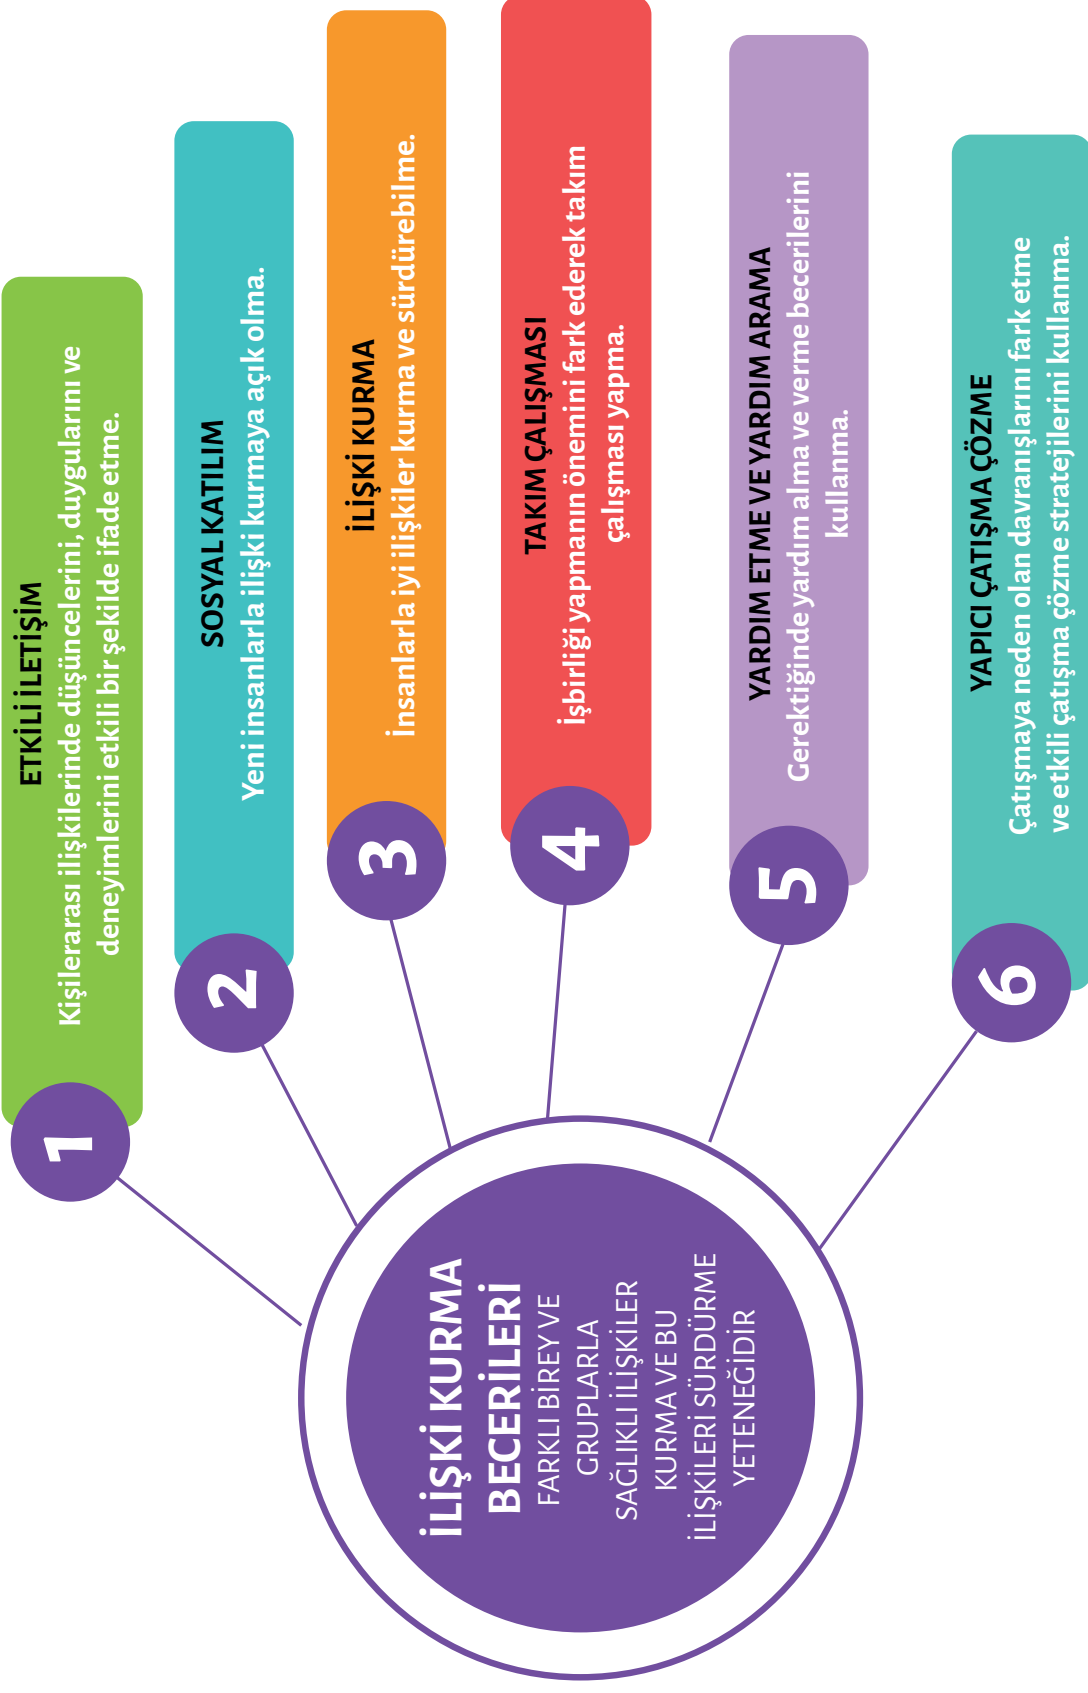 İLİŞKİ KURMA
BECERİLERİ
FARKLI BİREY VE
GRUPLARLA
SAĞLIKLI İLİŞKİLER
KURMA VE BU
İLİŞKİLERİ SÜRDÜRME
YETENEĞİDİR
1
ETKİLİ İLETİŞİM
Kişilerarası ilişkilerinde düşüncelerini, duygularını ve
deneyimlerini etkili bir şekilde ifade etme.
2
SOSYAL KATILIM
Yeni insanlarla ilişki kurmaya açık olma.
3
İLİŞKİ KURMA
İnsanlarla iyi ilişkiler kurma ve sürdürebilme.
4
TAKIM ÇALIŞMASI
İşbirliği yapmanın önemini fark ederek takım
çalışması yapma.
5
YARDIM ETME VE YARDIM ARAMA
Gerektiğinde yardım alma ve verme becerilerini
kullanma.
6
YAPICI ÇATIŞMA ÇÖZME
Çatışmaya neden olan davranışlarını fark etme
ve etkili çatışma çözme stratejilerini kullanma.